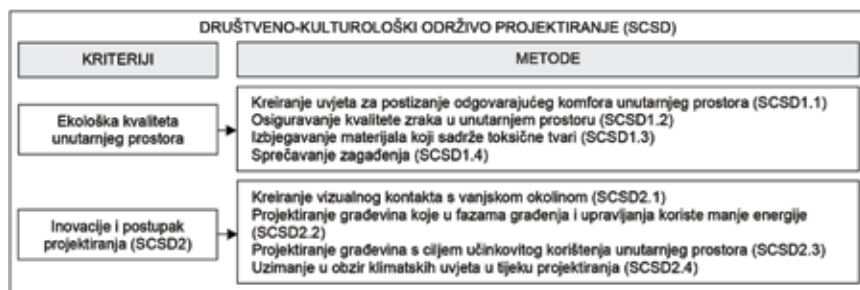 DRUŠTVENO-KULTUROLOŠKI ODRŽIVO PROJEKTIRANJE (SCSD)
KRITERIJI
METODE
Ekološka kvaliteta
unutarnjeg prostora
Kreiranje uvjeta za postizanje odgovarajućeg komfora unutarnjeg prostora (SCSD1.1)
Osiguravanje kvalitete zraka u unutarnjem prostoru (SCSD1.2)
Izbjegavanje materijala koji sadrže toksične tvari (SCSD1.3)
Sprečavanje zagađenja (SCSD1.4)
Inovacije i postupak
projektiranja (SCSD2)
Kreiranje vizualnog kontakta s vanjskom okolinom (SCSD2.1)
Projektiranje građevina koje u fazama građenja i upravljanja koriste manje energije
(SCSD2.2)
Projektiranje građevina s ciljem učinkovitog korištenja unutarnjeg prostora (SCSD2.3)
Uzimanje u obzir klimatskih uvjeta u tijeku projektiranja (SCSD2.4)